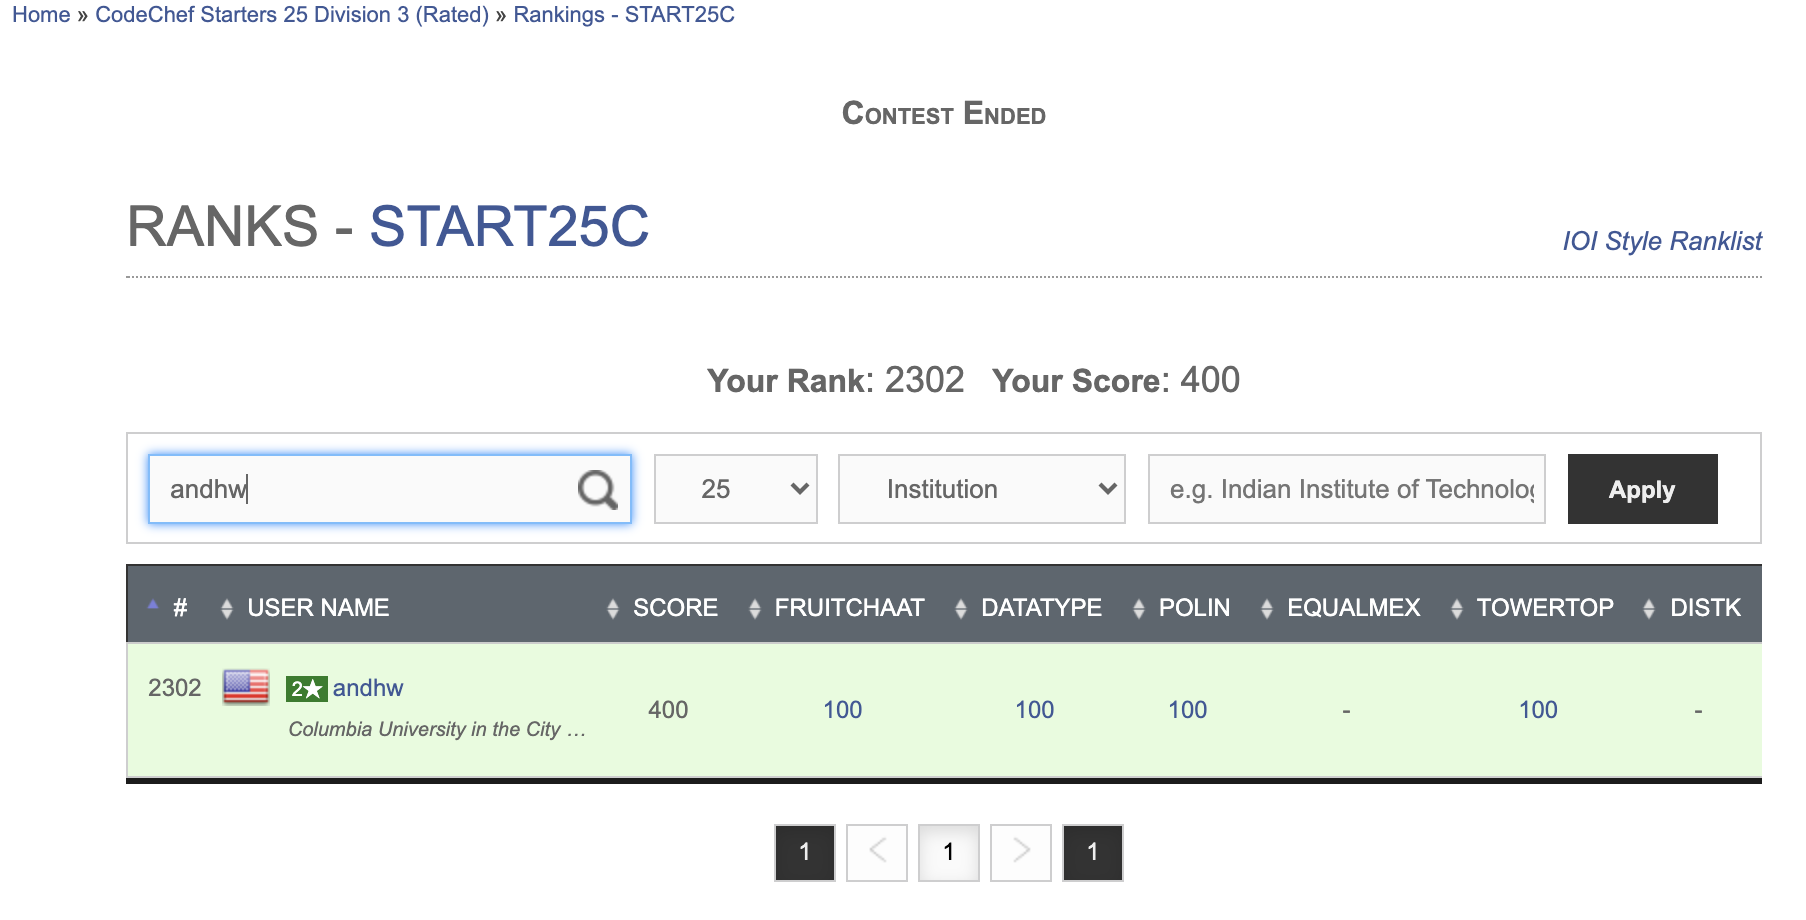 Home » CodeChef Starters 25 Division 3 (Rated) » Rankings - START25C
CONTEST ENDED
RANKS - START25C
IOI Style Ranklist
Your Rank: 2302 Your Score: 400
andhw 25 Institution e.g. Indian Institute of Technolog Apply
# USER NAME SCORE FRUITCHAAT DATATYPE POLIN EQUALMEX TOWERTOP DISTK
2302 2★ andhw 400 100 100 100 - 100 -
Columbia University in the City ...
1 < 1 > 1